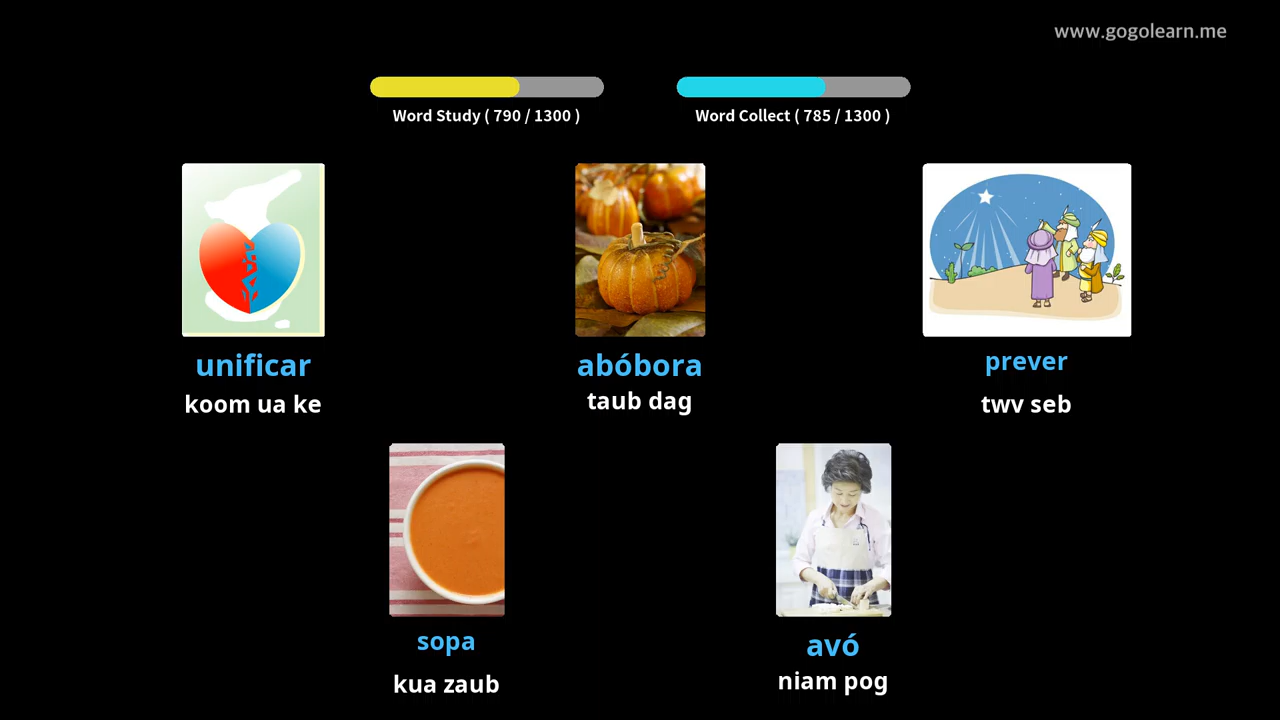 www.gogolearn.me
Word Study ( 790 / 1300 )
Word Collect ( 785 / 1300 )
unificar
koom ua ke
abóbora
taub dag
prever
twv seb
sopa
kua zaub
avó
niam pog